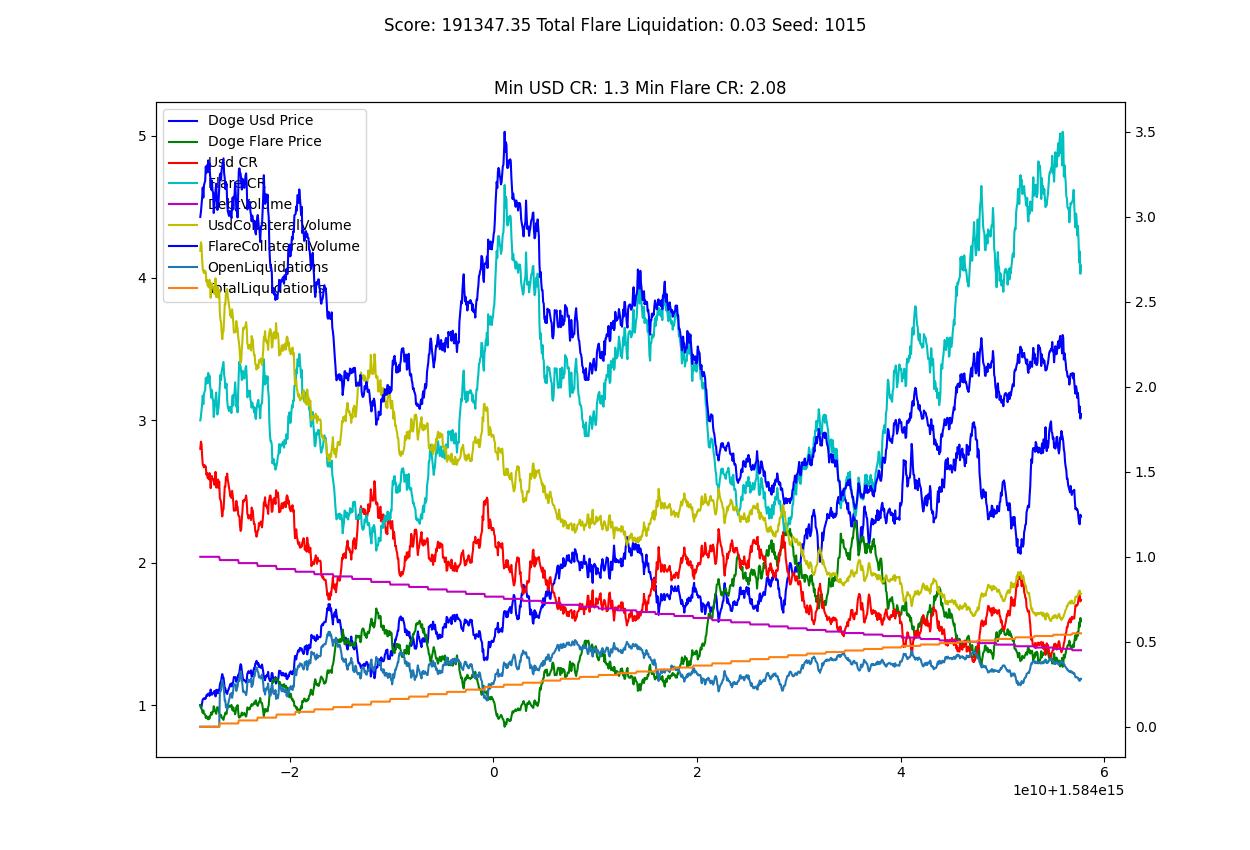 Score: 191347.35 Total Flare Liquidation: 0.03 Seed: 1015
Min USD CR: 1.3 Min Flare CR: 2.08
Doge Usd Price
Doge Flare Price
Usd CR
Flare CR
DebtVolume
UsdCollateralVolume
FlareCollateralVolume
OpenLiquidations
TotalLiquidations
5
4
3
2
1
3.5
3.0
2.5
2.0
1.5
1.0
0.5
0.0
−2
0
2
4
6
1e10+1.584e15